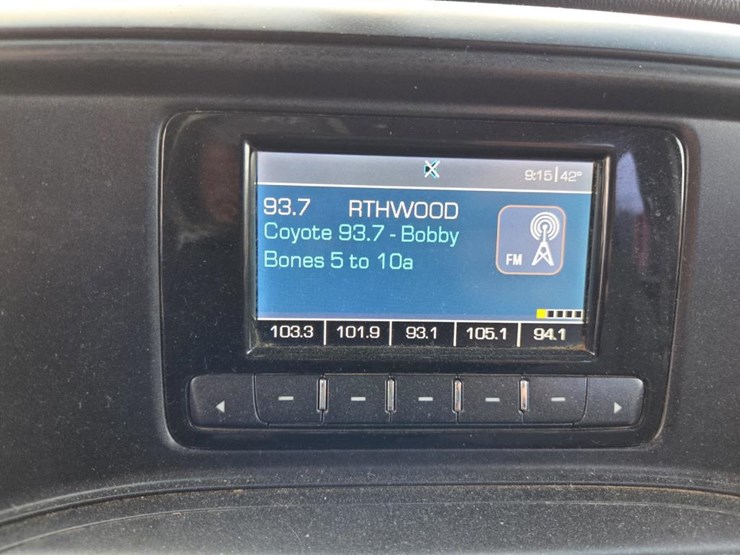 9:15 42°
93.7 RTHWOOD
Coyote 93.7 - Bobby
Bones 5 to 10a
FM
103.3 101.9 93.1 105.1 94.1